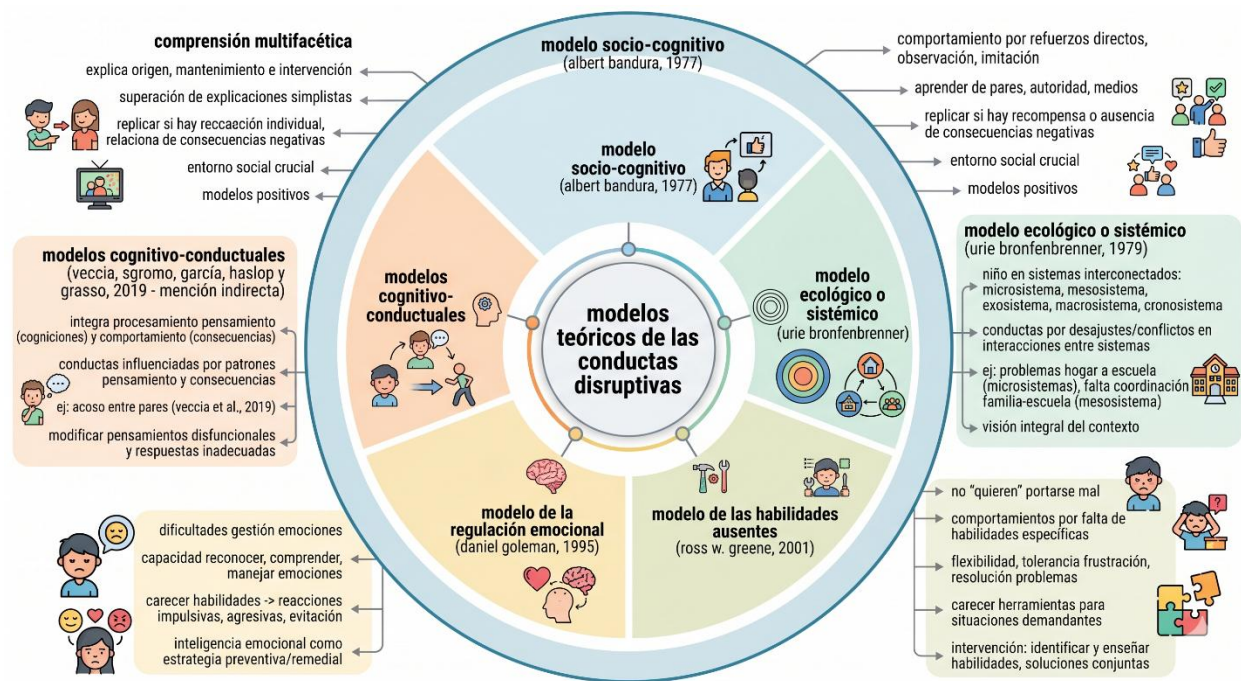 comprensión multifacética
explica origen, mantenimiento e intervención
superación de explicaciones simplistas
replicar si hay reccaección individual,
relaciona de consecuencias negativas
entorno social crucial
modelos positivos
modelo socio-cognitivo
(albert bandura, 1977)
comportamiento por refuerzos directos,
observación, imitación
aprender de pares, autoridad, medios
replicar si hay recompensa o ausencia
de consecuencias negativas
entorno social crucial
modelos positivos
modelo
socio-cognitivo
(albert bandura, 1977)
modelos cognitivo-conductuales
(veccia, sgromo, garcía, haslop y
grasso, 2019 - mención indirecta)
integra procesamiento pensamiento
(cogniciones) y comportamiento (consecuencias)
conductas influenciadas por patrones
pensamiento y consecuencias
ej: acoso entre pares (veccia et al., 2019)
modificar pensamientos disfuncionales
y respuestas inadecuadas
modelos
cognitivo-
conductuales
modelos
teóricos de las
conductas
disruptivas
modelo
ecológico o
sistémico
(urie bronfenbrenner)
modelo ecológico o sistémico
(urie bronfenbrenner, 1979)
niño en sistemas interconectados:
microsistema, mesosistema,
exosistema, macrosistema, cronosistema
conductas por desajustes/conflictos en
interacciones entre sistemas
ej: problemas hogar a escuela
(microsistemas), falta coordinación
familia-escuela (mesosistema)
visión integral del contexto
dificultades gestión emociones
capacidad reconocer, comprender,
manejar emociones
carecer habilidades -> reacciones
impulsivas, agresivas, evitación
inteligencia emocional como
estrategia preventiva/remedial
modelo de la
regulación emocional
(daniel goleman, 1995)
modelo de las habilidades
ausentes
(ross w. greene, 2001)
no "quieren" portarse mal
comportamientos por falta de
habilidades específicas
flexibilidad, tolerancia frustración,
resolución problemas
carecer herramientas para
situaciones demandantes
intervención: identificar y enseñar
habilidades, soluciones conjuntas